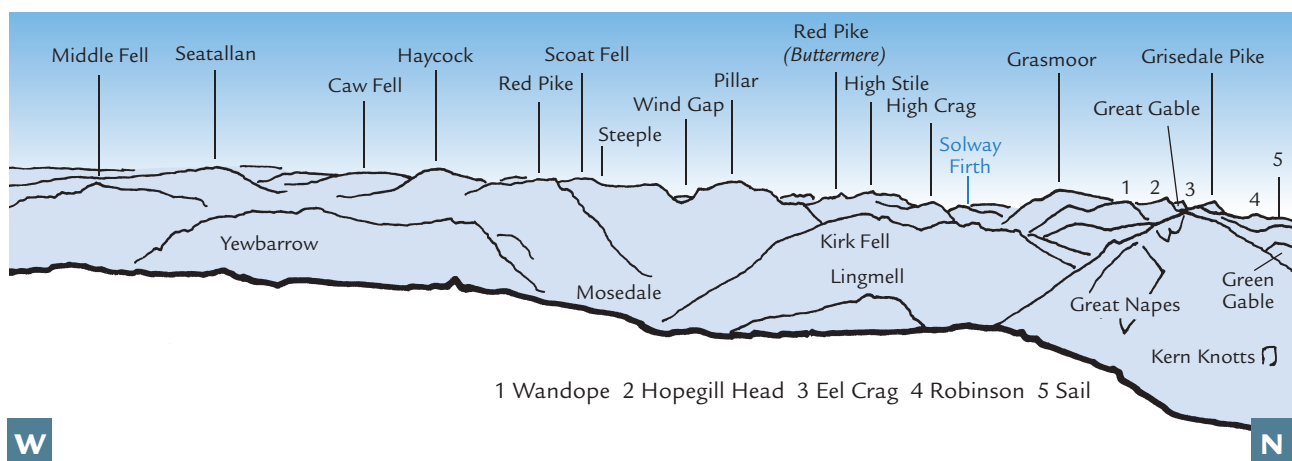 Middle Fell
Seatallan
Caw Fell
Haycock
Red Pike
Scoat Fell
Steeple
Wind Gap
Pillar
Red Pike
(Buttermere)
High Stile
High Crag
Solway
Firth
Grasmoor
Great Gable
Grisedale Pike
1
2
3
4
5
Yewbarrow
Mosedale
Kirk Fell
Lingmell
Great Napes
Green
Gable
Kern Knotts
1 Wandope 2 Hopegill Head 3 Eel Crag 4 Robinson 5 Sail
W
N